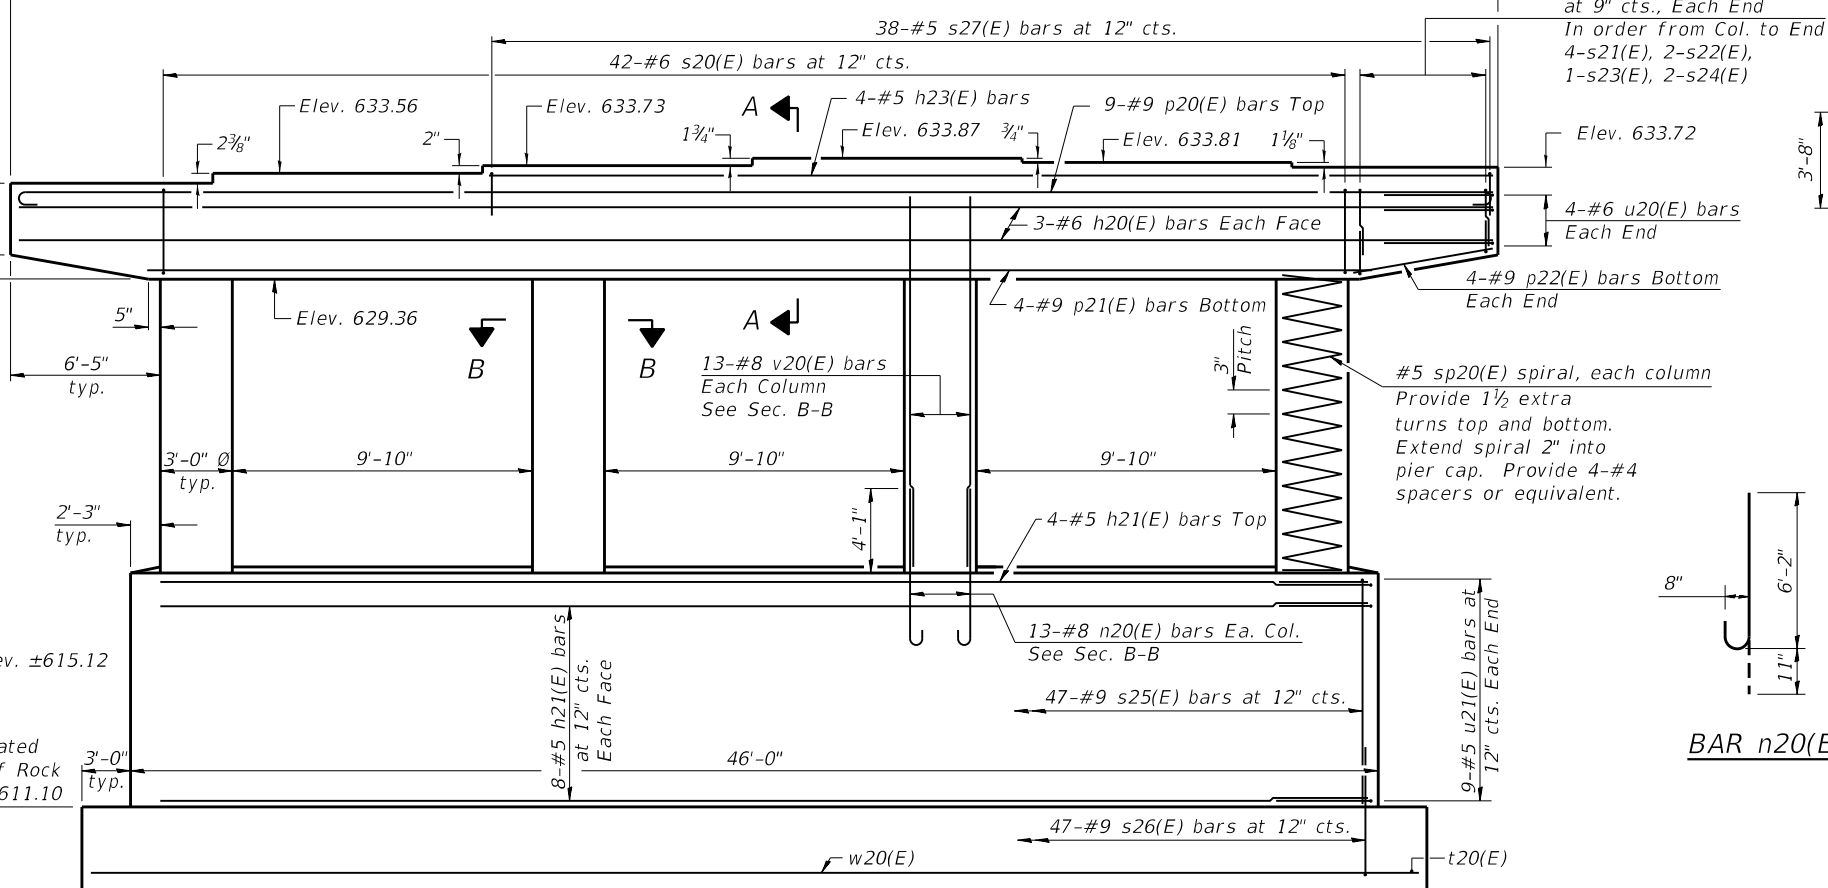 at 9" cts., Each End
In order from Col. to End
4-s21(E), 2-s22(E),
1-s23(E), 2-s24(E)
38-#5 s27(E) bars at 12" cts.
42-#6 s20(E) bars at 12" cts.
Elev. 633.56
Elev. 633.73
A
4-#5 h23(E) bars
9-#9 p20(E) bars Top
2⅜"
2"
1¾"
Elev. 633.87
¾"
Elev. 633.81
1⅛"
Elev. 633.72
3'-8"
3-#6 h20(E) bars Each Face
4-#6 u20(E) bars
Each End
4-#9 p22(E) bars Bottom
Each End
4-#9 p21(E) bars Bottom
5"
Elev. 629.36
A
B
B
6'-5"
typ.
13-#8 v20(E) bars
Each Column
See Sec. B-B
3"
Pitch
#5 sp20(E) spiral, each column
Provide 1½ extra
turns top and bottom.
Extend spiral 2" into
pier cap. Provide 4-#4
spacers or equivalent.
3'-0" Ø
typ.
9'-10"
9'-10"
9'-10"
2'-3"
typ.
4'-1"
4-#5 h21(E) bars Top
8"
6'-2"
11"
BAR n20(E
13-#8 n20(E) bars Ea. Col.
See Sec. B-B
8-#5 h21(E) bars
at 12" cts.
Each Face
9-#5 u21(E) bars at
12" cts. Each End
ev. ±615.12
47-#9 s25(E) bars at 12" cts.
ated
f Rock
611.10
3'-0"
typ.
46'-0"
47-#9 s26(E) bars at 12" cts.
w20(E)
t20(E)